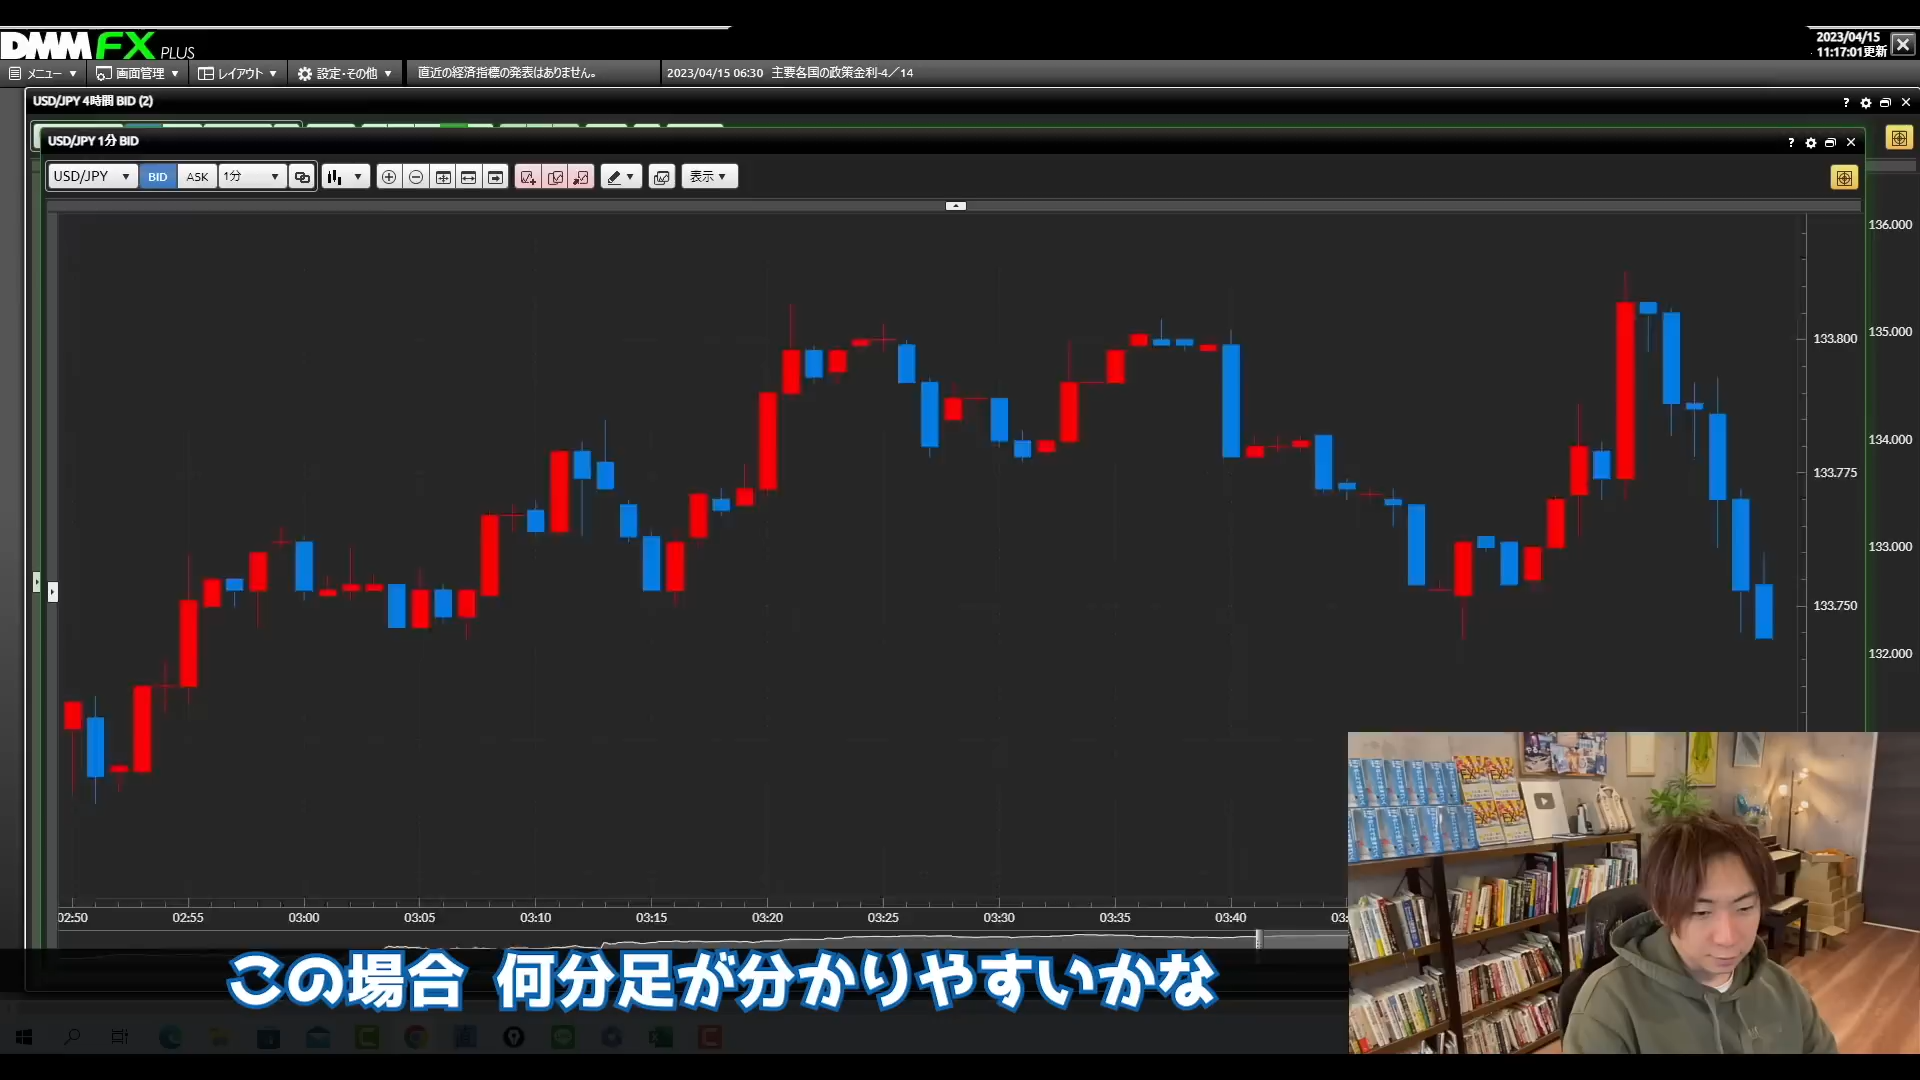 DMM FX PLUS
2023/04/15
11:17:01更新
メニュー
画面管理
レイアウト
設定・その他
直近の経済指標の発表はありません。
2023/04/15 06:30 主要各国の政策金利-4/14
USD/JPY 4時間 BID (2)
USD/JPY 1分 BID
USD/JPY
BID
ASK
1分
表示
136.000
135.000
134.000
133.000
132.000
133.800
133.775
133.750
02:50
02:55
03:00
03:05
03:10
03:15
03:20
03:25
03:30
03:35
03:40
この場合 何分足が分かりやすいかな